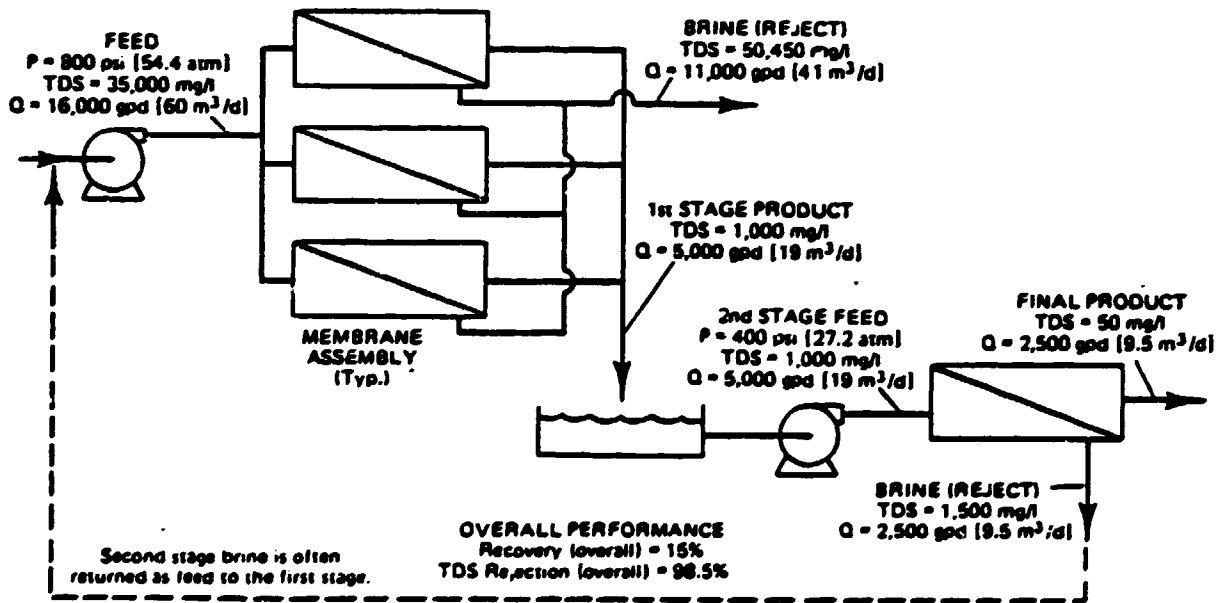 FEED
P = 800 psi [54.4 atm]
TDS = 35,000 mg/l
Q = 16,000 gpd [60 m³/d]
BRINE (REJECT)
TDS = 50,450 mg/l
Q = 11,000 gpd [41 m³/d]
1st STAGE PRODUCT
TDS = 1,000 mg/l
Q = 5,000 gpd [19 m³/d]
MEMBRANE
ASSEMBLY
(Typ.)
2nd STAGE FEED
P = 400 psi [27.2 atm]
TDS = 1,000 mg/l
Q = 5,000 gpd [19 m³/d]
FINAL PRODUCT
TDS = 50 mg/l
Q = 2,500 gpd [9.5 m³/d]
BRINE (REJECT)
TDS = 1,500 mg/l
Q = 2,500 gpd [9.5 m³/d]
OVERALL PERFORMANCE
Recovery (overall) = 15%
TDS Rejection (overall) = 98.5%
Second stage brine is often
returned as feed to the first stage.